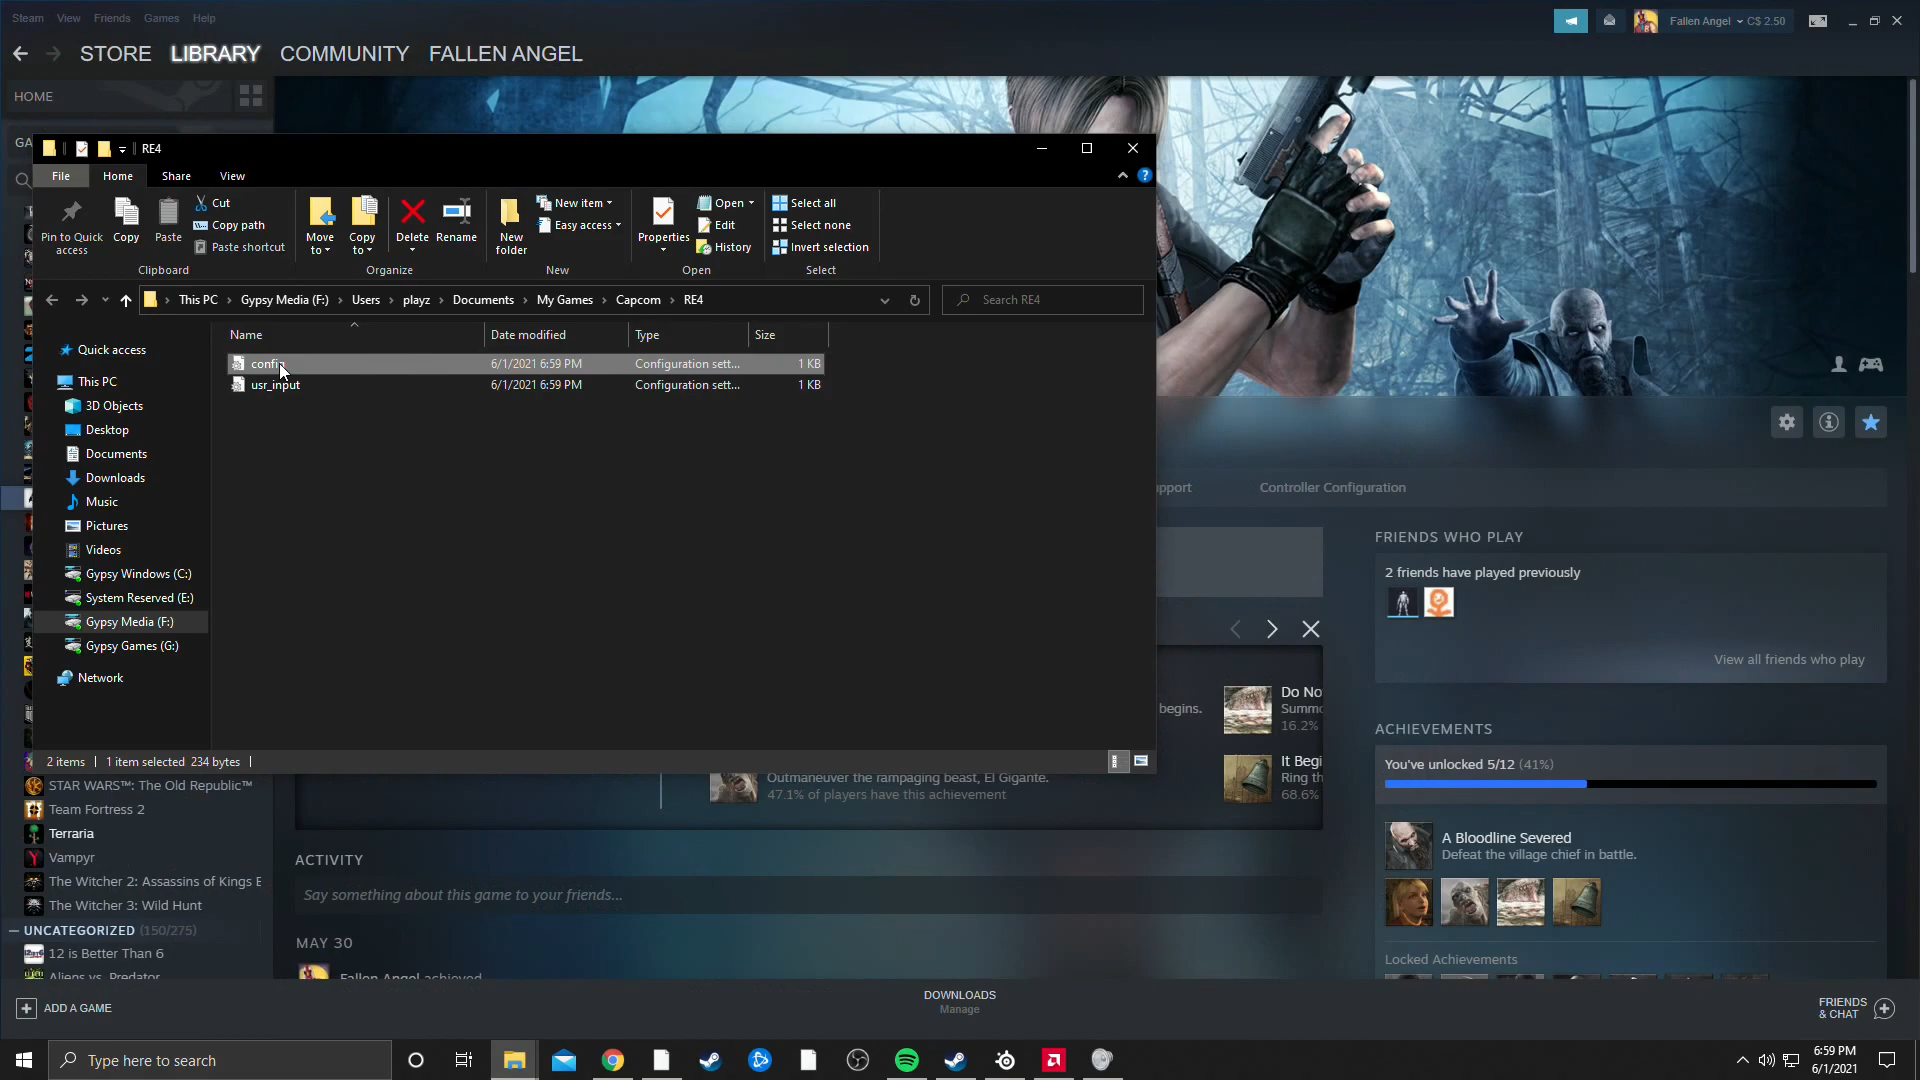 Steam View Friends Games Help
Fallen Angel C$ 2.50
STORE LIBRARY COMMUNITY FALLEN ANGEL
HOME
GA
RE4
File Home Share View
Pin to Quick access
Copy
Paste
Cut
Copy path
Paste shortcut
Clipboard
Move to
Copy to
Delete
Rename
Organize
New folder
New item
Easy access
New
Properties
Open
Edit
History
Open
Select all
Select none
Invert selection
Select
This PC > Gypsy Media (F:) > Users > playz > Documents > My Games > Capcom > RE4
Search RE4
Name Date modified Type Size
config 6/1/2021 6:59 PM Configuration sett... 1 KB
usr_input 6/1/2021 6:59 PM Configuration sett... 1 KB
Quick access
This PC
3D Objects
Desktop
Documents
Downloads
Music
Pictures
Videos
Gypsy Windows (C:)
System Reserved (E:)
Gypsy Media (F:)
Gypsy Games (G:)
Network
2 items 1 item selected 234 bytes
pport Controller Configuration
FRIENDS WHO PLAY
2 friends have played previously
View all friends who play
begins.
Do No
Summo
16.2%
It Begi
Ring th
68.6%
Outmaneuver the rampaging beast, El Gigante.
47.1% of players have this achievement
ACHIEVEMENTS
You've unlocked 5/12 (41%)
A Bloodline Severed
Defeat the village chief in battle.
Locked Achievements
ACTIVITY
Say something about this game to your friends...
MAY 30
Fallen Angel achieved
STAR WARS™: The Old Republic™
Team Fortress 2
Terraria
Vampyr
The Witcher 2: Assassins of Kings E
The Witcher 3: Wild Hunt
UNCATEGORIZED (150/275)
12 is Better Than 6
Aliens vs. Predator
ADD A GAME
DOWNLOADS
Manage
FRIENDS
& CHAT
Type here to search
6:59 PM
6/1/2021